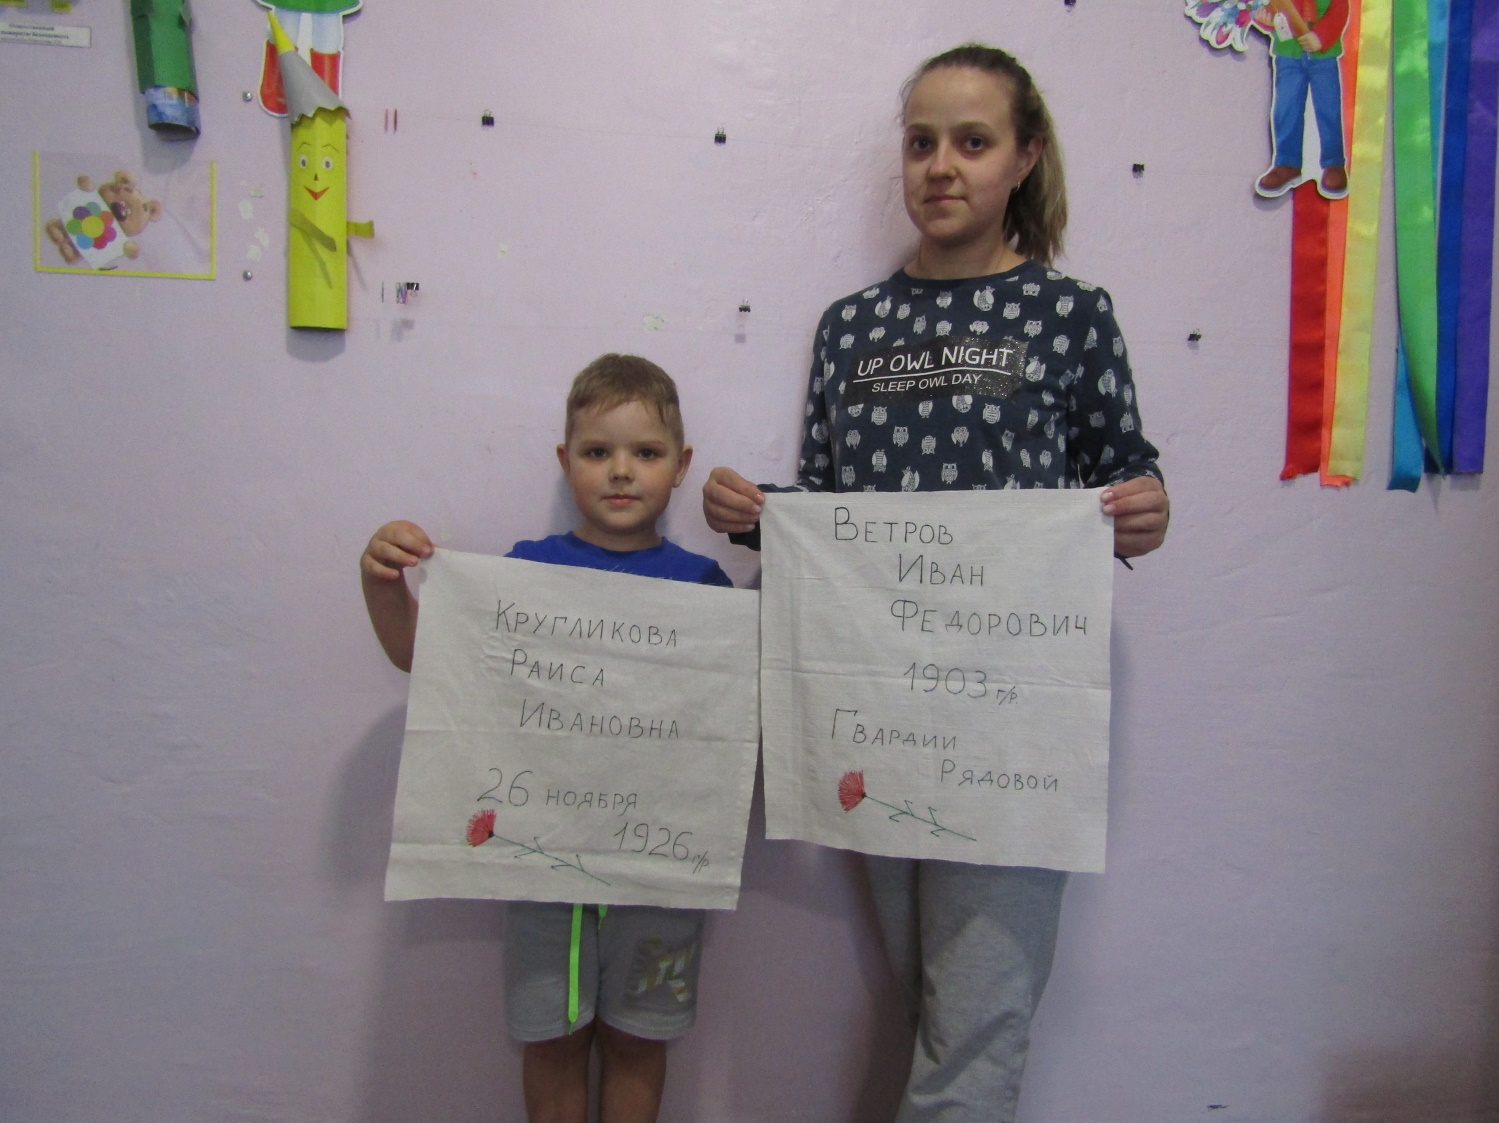 UP OWL NIGHT
SLEEP OWL DAY
Кругликова
Раиса
Ивановна
26 ноября
1926 г/р.
Ветров
Иван
Федорович
1903 г/р.
Гвардии
Рядовой